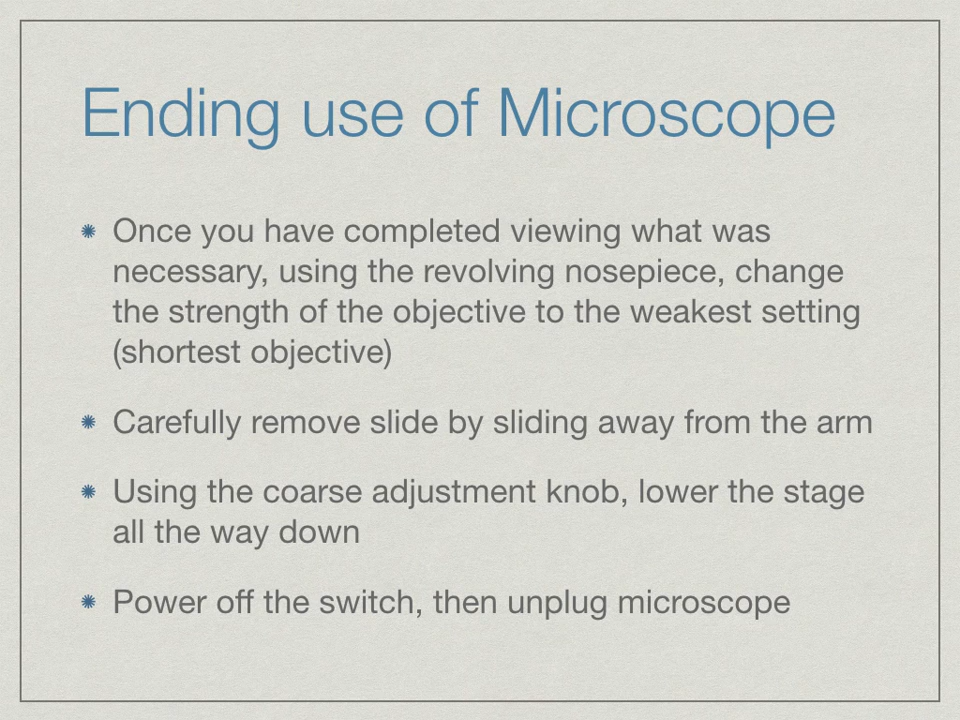 Ending use of Microscope
Once you have completed viewing what was
necessary, using the revolving nosepiece, change
the strength of the objective to the weakest setting
(shortest objective)
Carefully remove slide by sliding away from the arm
Using the coarse adjustment knob, lower the stage
all the way down
Power off the switch, then unplug microscope